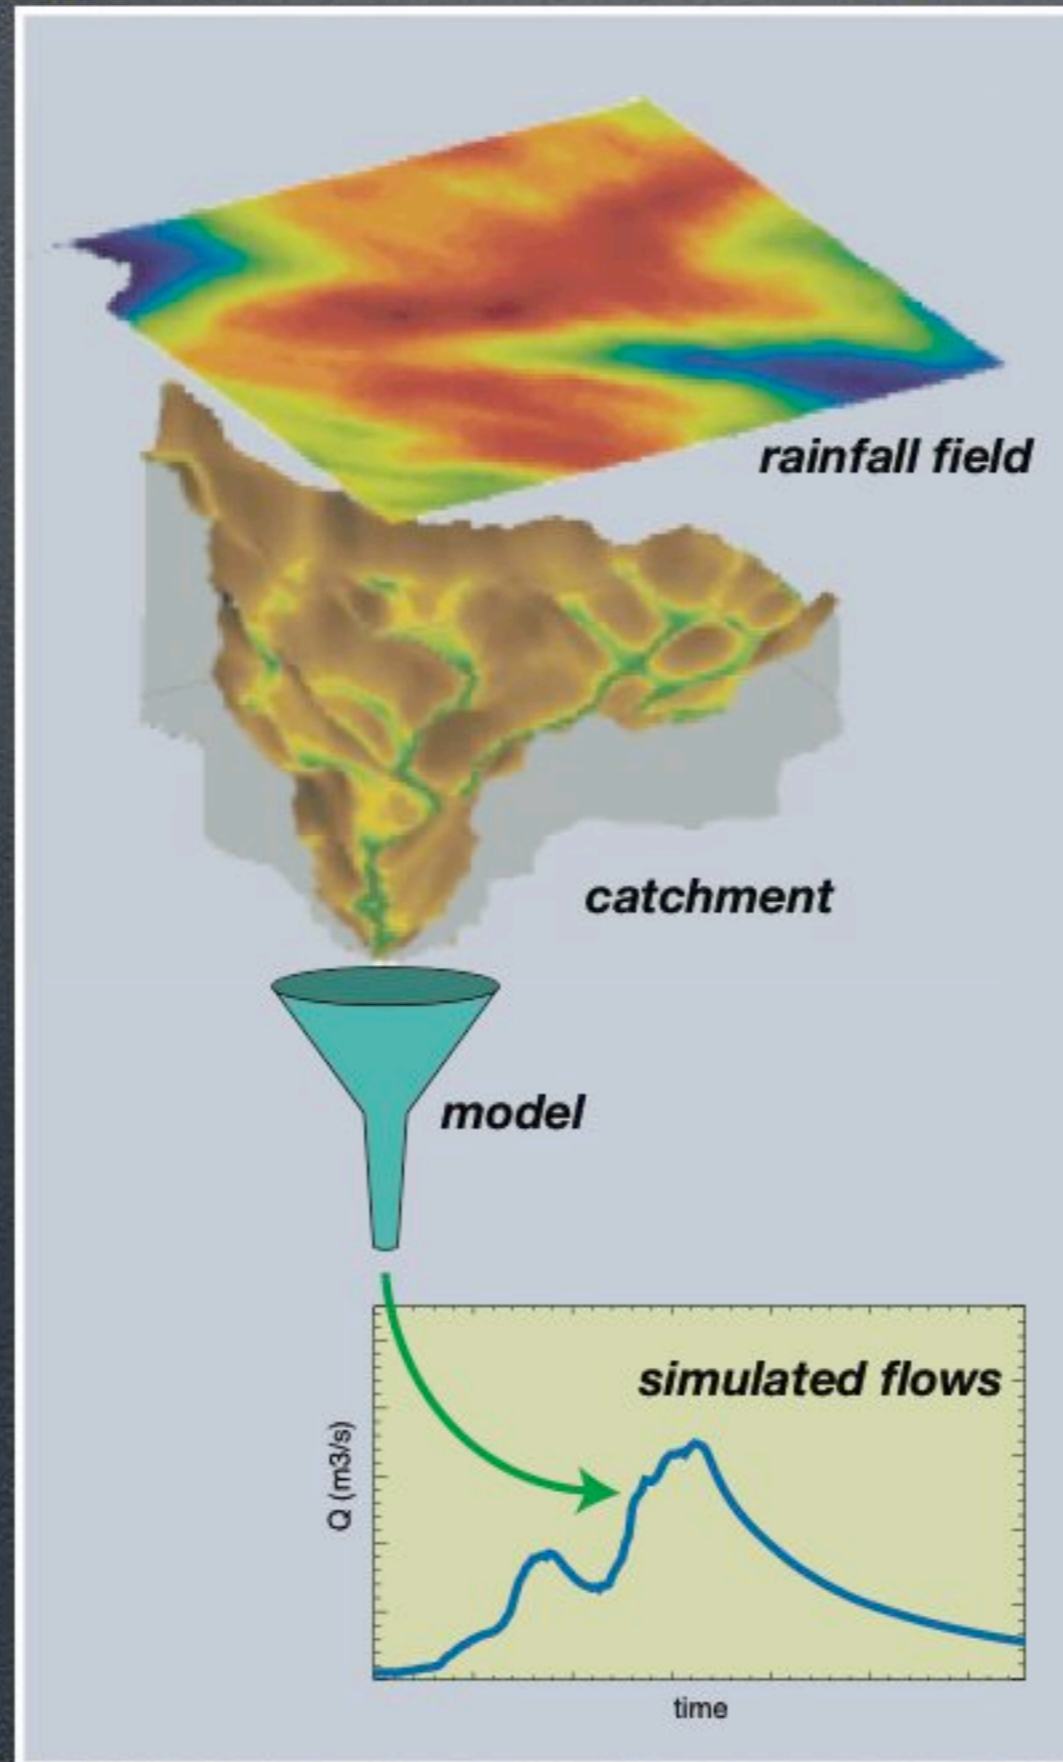 rainfall field
catchment
model
simulated flows
Q (m3/s)
time